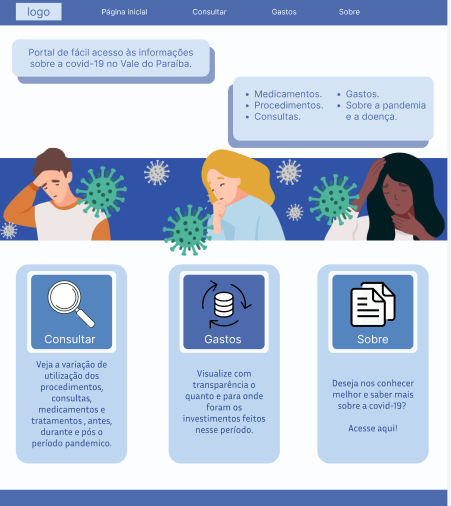 logo
Página inicial
Consultar
Gastos
Sobre
Portal de fácil acesso às informações
sobre a covid-19 no Vale do Paraíba.
• Medicamentos.
• Procedimentos.
• Consultas.
• Gastos.
• Sobre a pandemia
e a doença.
Consultar
Veja a variação de
utilização dos
procedimentos,
consultas,
medicamentos e
tratamentos , antes,
durante e pós o
período pandemico.
Gastos
Visualize com
transparência o
quanto e para onde
foram os
investimentos feitos
nesse período.
Sobre
Deseja nos conhecer
melhor e saber mais
sobre a covid-19?
Acesse aqui!